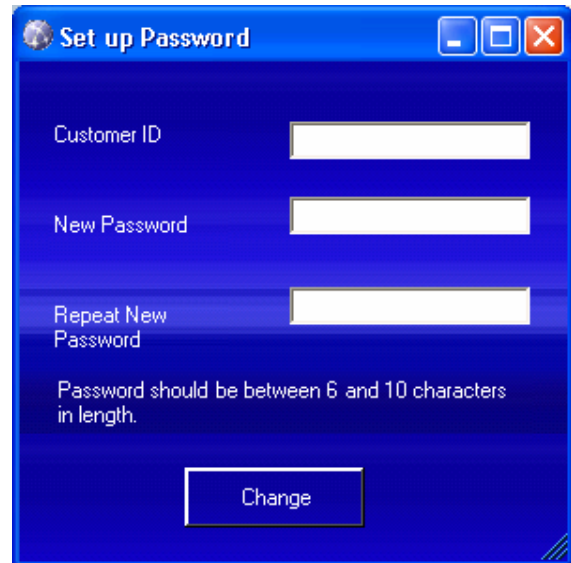 Set up Password
Customer ID
New Password
Repeat New
Password
Password should be between 6 and 10 characters
in length.
Change